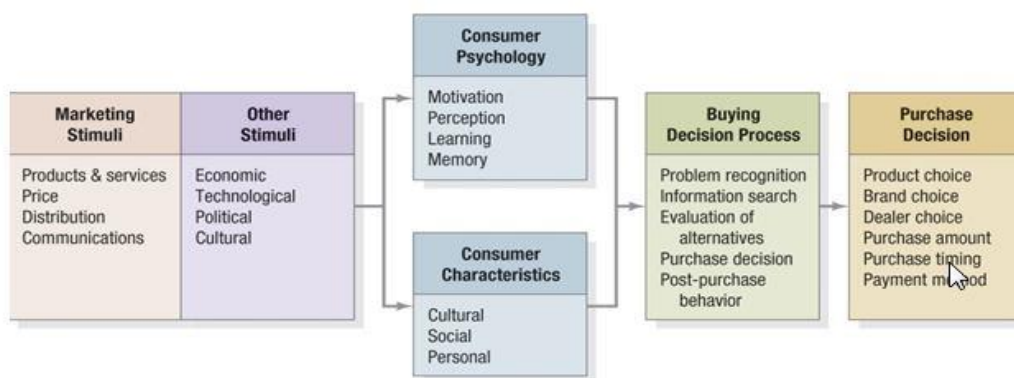 Marketing
Stimuli
Products & services
Price
Distribution
Communications
Other
Stimuli
Economic
Technological
Political
Cultural
Consumer
Psychology
Motivation
Perception
Learning
Memory
Consumer
Characteristics
Cultural
Social
Personal
Buying
Decision Process
Problem recognition
Information search
Evaluation of
alternatives
Purchase decision
Post-purchase
behavior
Purchase
Decision
Product choice
Brand choice
Dealer choice
Purchase amount
Purchase timing
Payment method